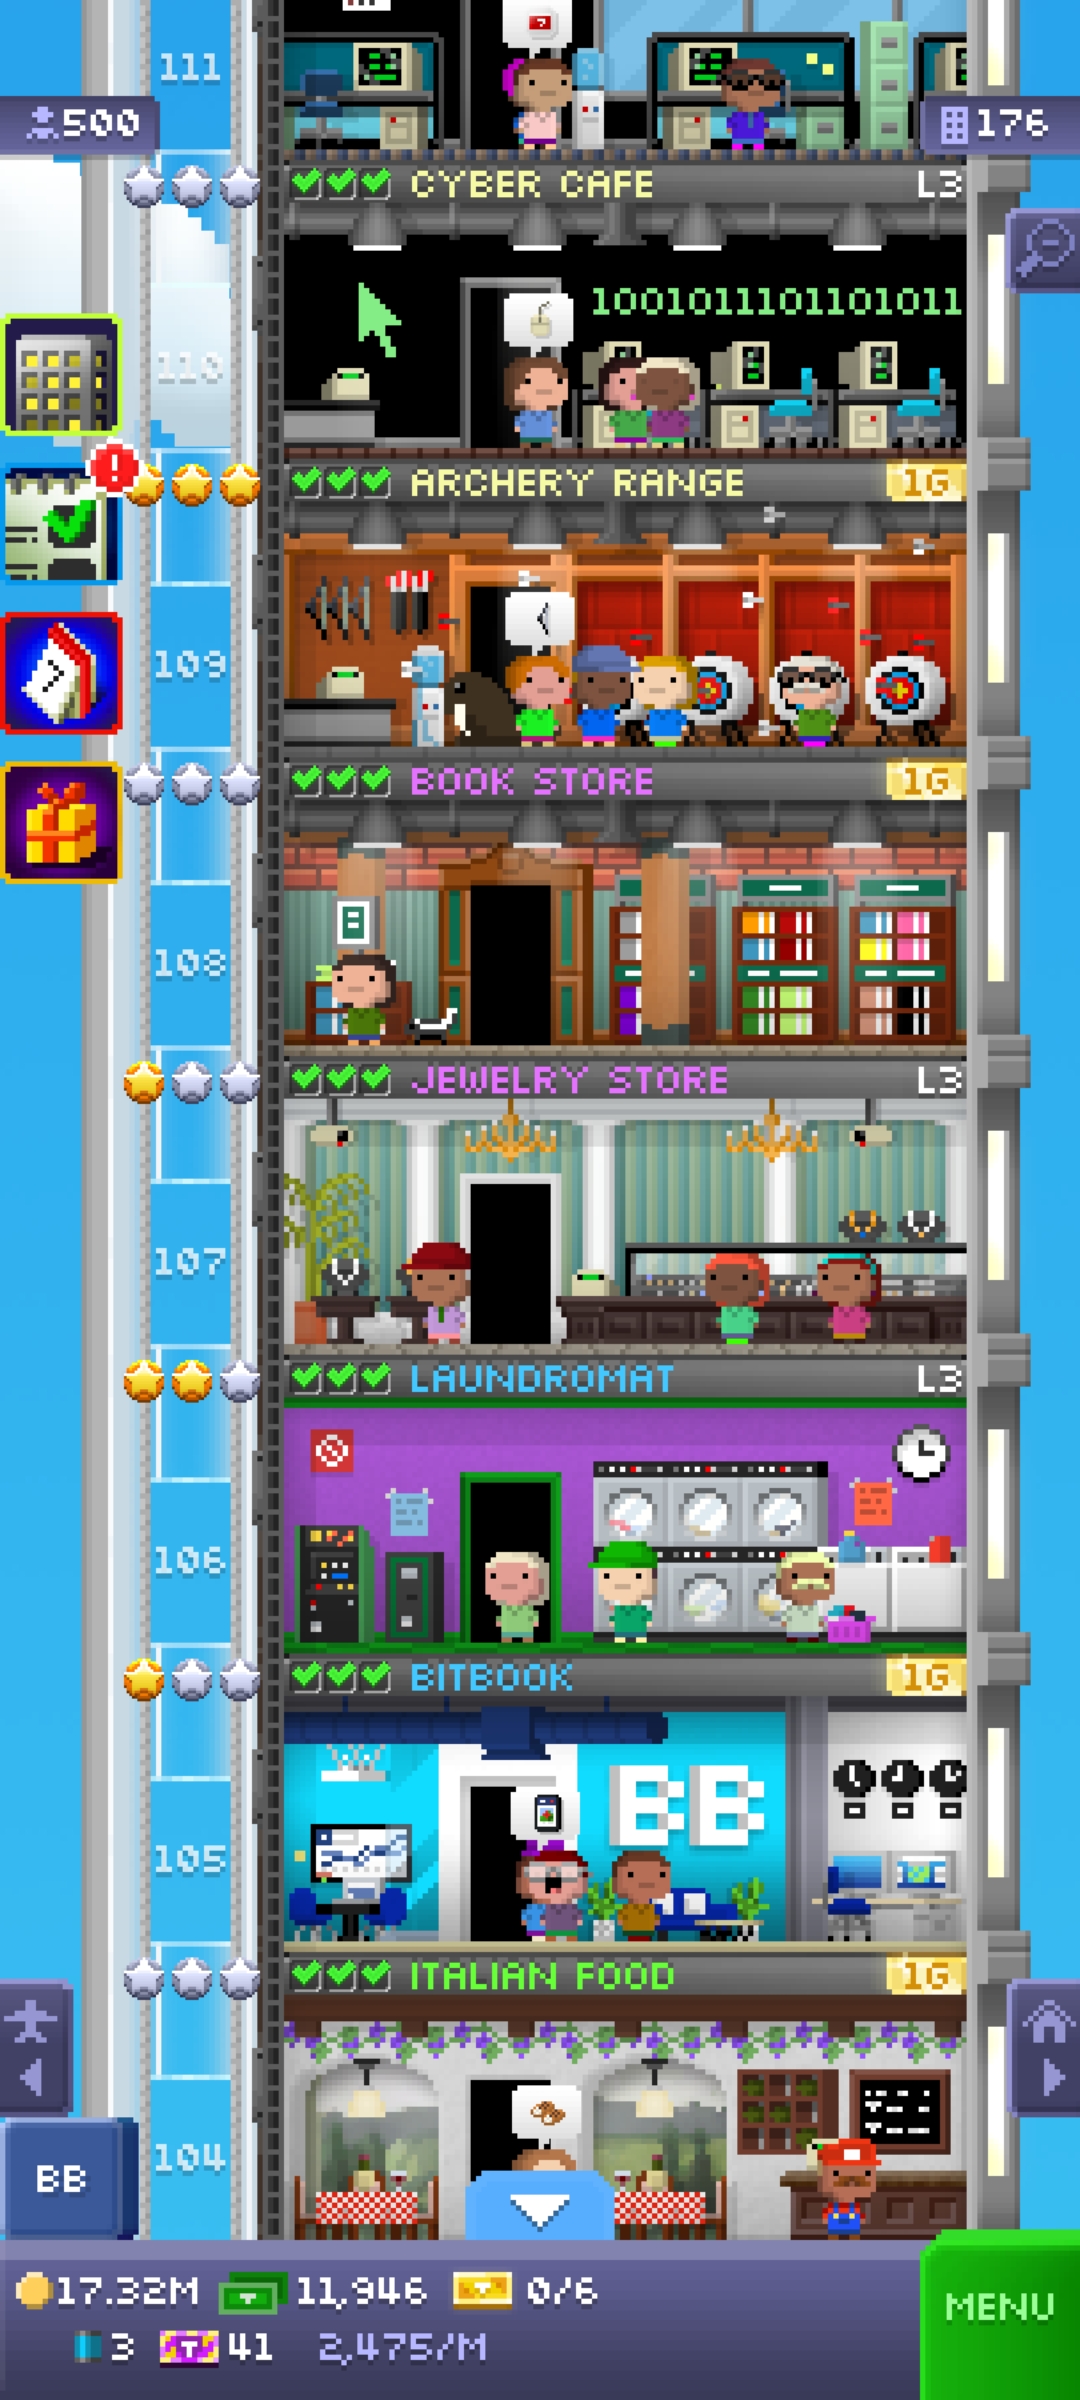 111
500
176
CYBER CAFE L3
1001011101101011
110
ARCHERY RANGE 1G
109
BOOK STORE 1G
108
JEWELRY STORE L3
107
LAUNDROMAT L3
106
BITBOOK 1G
BB
105
ITALIAN FOOD 1G
104
BB
17.32M 11,946 0/6
MENU
3 41 2,475/M